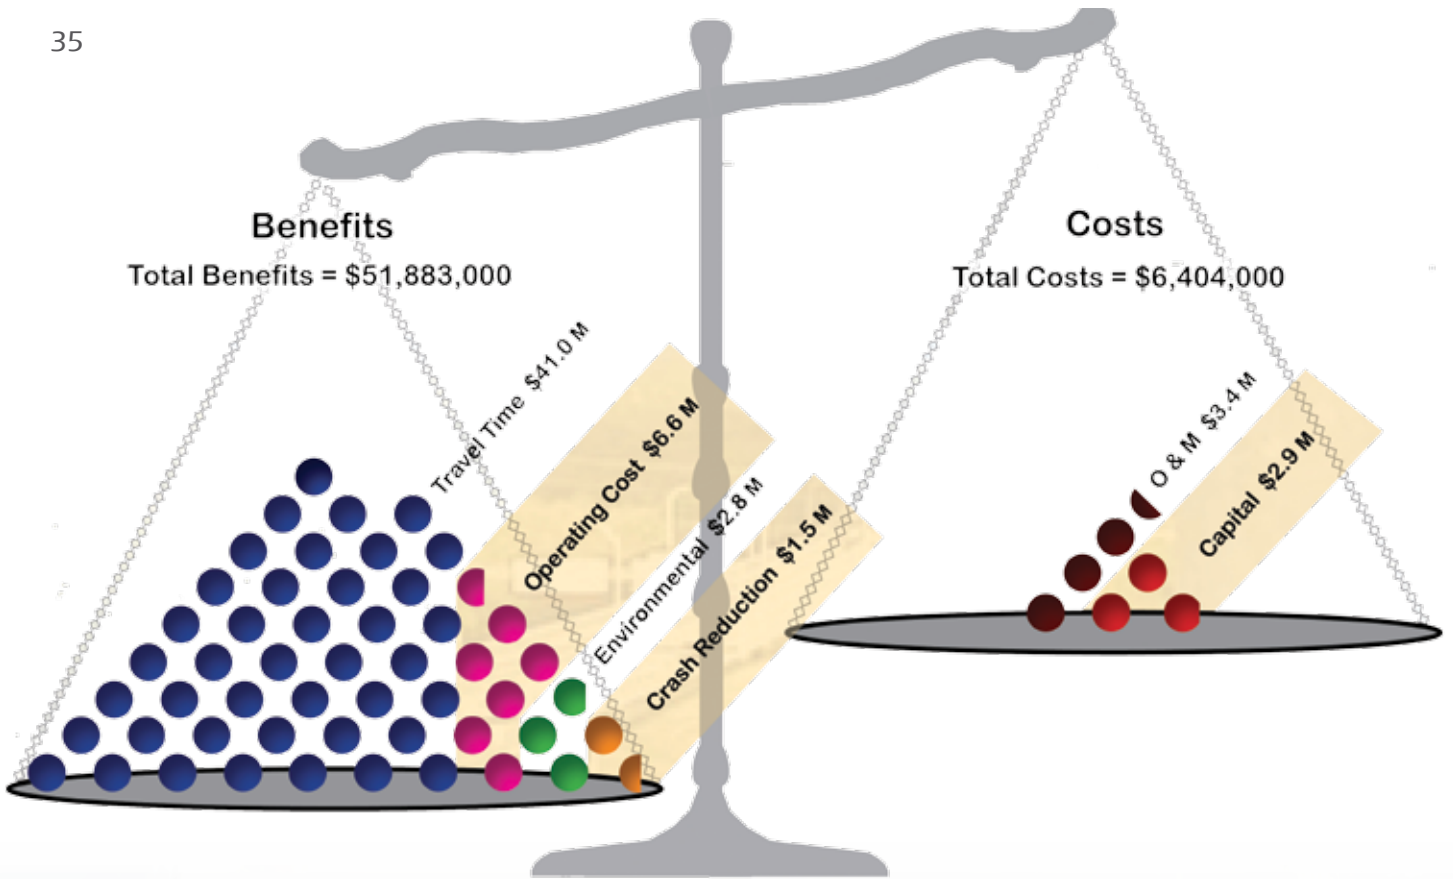 35
Benefits
Total Benefits = $51,883,000
Costs
Total Costs = $6,404,000
Travel Time $41.0 M
Operating Cost $6.6 M
Environmental $2.8 M
Crash Reduction $1.5 M
O & M $3.4 M
Capital $2.9 M